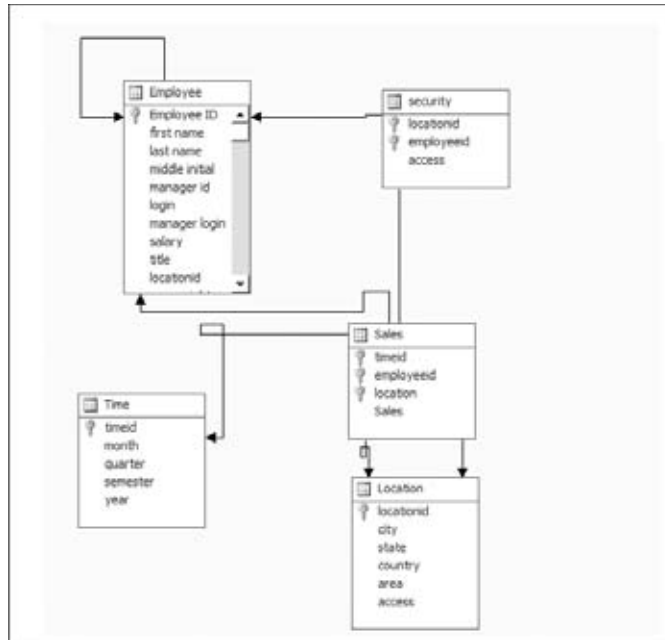 Employee
Employee ID
first name
last name
middle initial
manager id
login
manager login
salary
title
locationid
security
locationid
employeeid
access
Sales
timeid
employeeid
location
Sales
Time
timeid
month
quarter
semester
year
Location
locationid
city
state
country
area
access